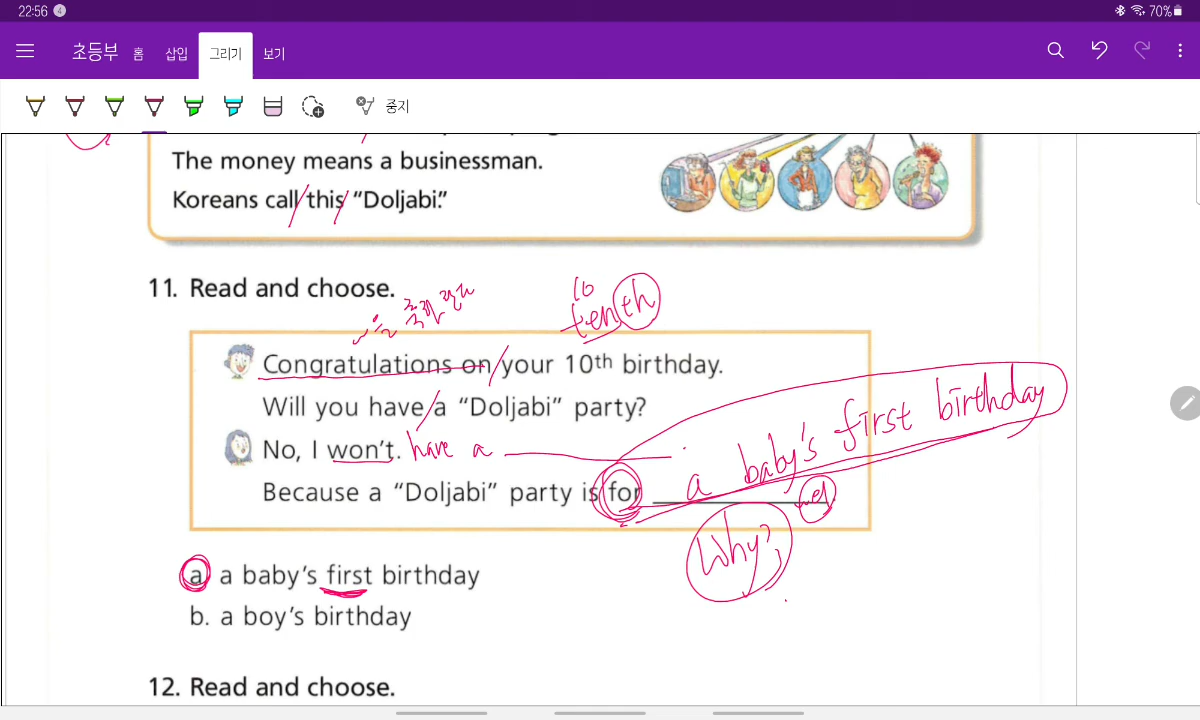 22:56 4 70%
초등부 홈 삽입 그리기 보기
중지
The money means a businessman.
Koreans call this "Doljabi."
11. Read and choose.
10
tenth
Congratulations on your 10th birthday.
Will you have a "Doljabi" party?
No, I won't. have a
Because a "Doljabi" party is for a baby's first birthday
Why?
a a baby's first birthday
b. a boy's birthday
12. Read and choose.